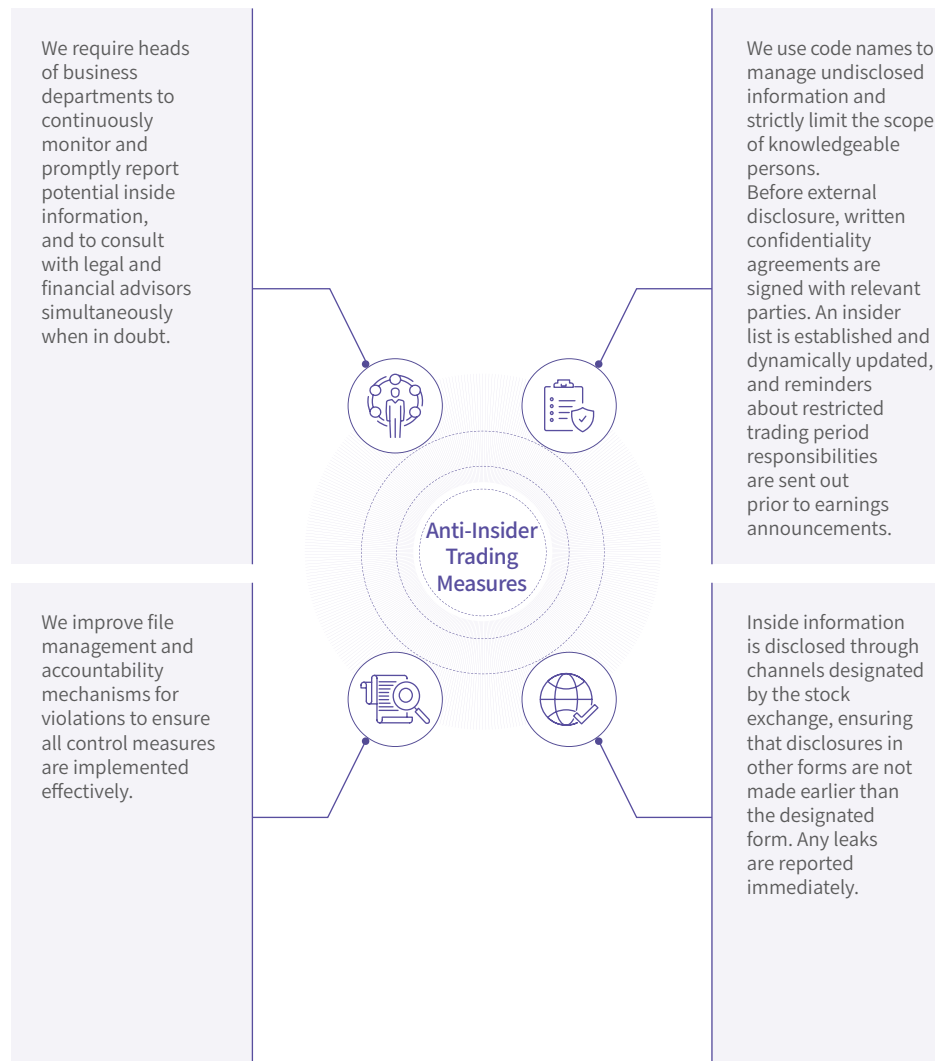 We require heads
of business
departments to
continuously
monitor and
promptly report
potential inside
information,
and to consult
with legal and
financial advisors
simultaneously
when in doubt.
We use code names to
manage undisclosed
information and
strictly limit the scope
of knowledgeable
persons.
Before external
disclosure, written
confidentiality
agreements are
signed with relevant
parties. An insider
list is established and
dynamically updated,
and reminders
about restricted
trading period
responsibilities
are sent out
prior to earnings
announcements.
Anti-Insider
Trading
Measures
We improve file
management and
accountability
mechanisms for
violations to ensure
all control measures
are implemented
effectively.
Inside information
is disclosed through
channels designated
by the stock
exchange, ensuring
that disclosures in
other forms are not
made earlier than
the designated
form. Any leaks
are reported
immediately.